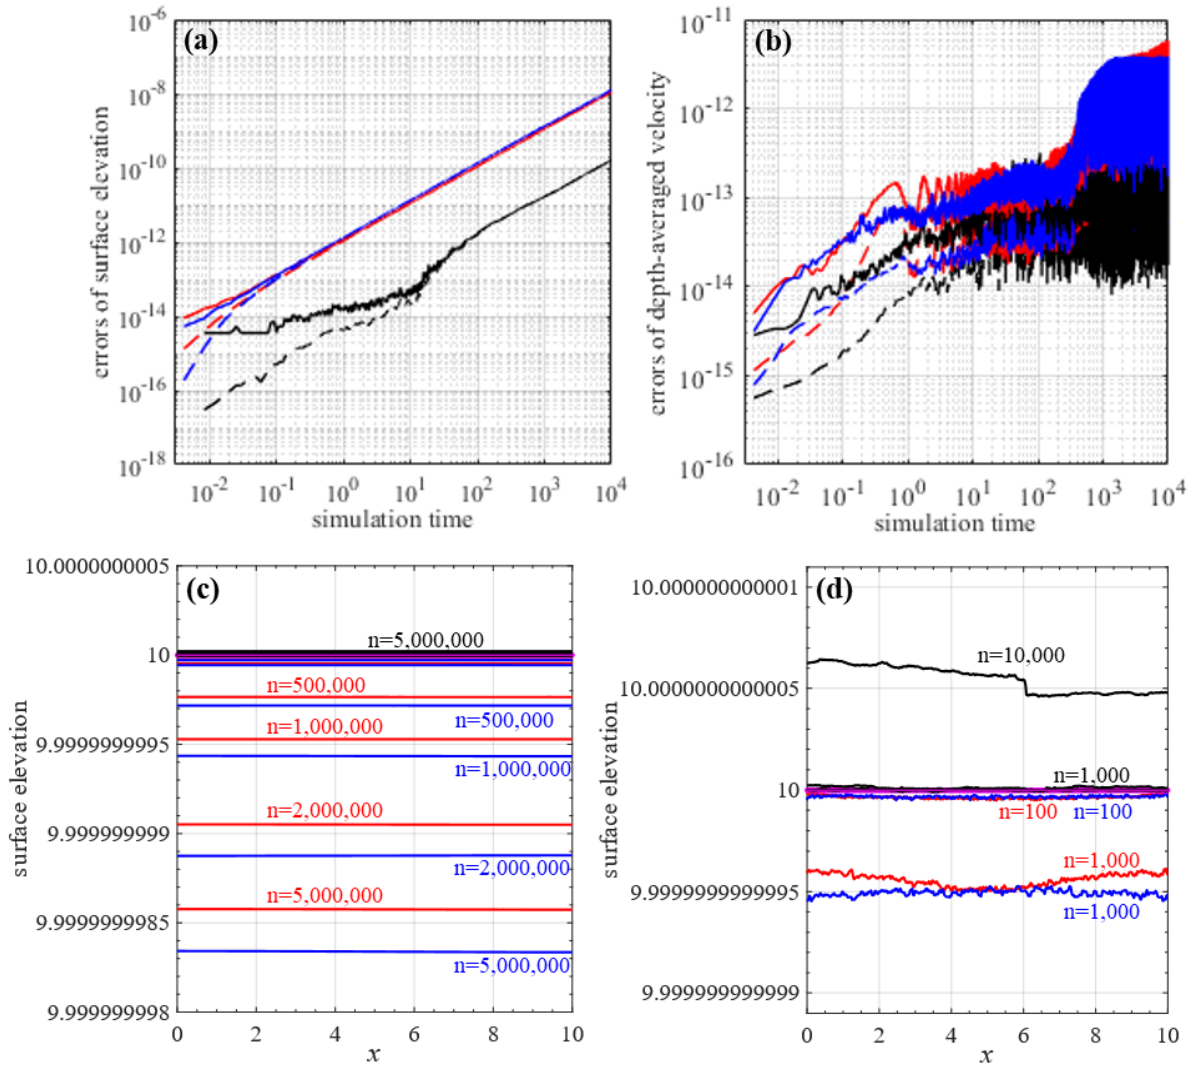 (a)
errors of surface elevation
10^-6
10^-8
10^-10
10^-12
10^-14
10^-16
10^-18
10^-2 10^-1 10^0 10^1 10^2 10^3 10^4
simulation time
(b)
errors of depth-averaged velocity
10^-11
10^-12
10^-13
10^-14
10^-15
10^-16
10^-2 10^-1 10^0 10^1 10^2 10^3 10^4
simulation time
(c)
surface elevation
10.0000000005
10
9.9999999995
9.999999999
9.9999999985
9.999999998
n=5,000,000
n=500,000
n=500,000
n=1,000,000
n=1,000,000
n=2,000,000
n=2,000,000
n=5,000,000
n=5,000,000
0 2 4 6 8 10
x
(d)
surface elevation
10.000000000001
10.0000000000005
10
9.9999999999995
9.999999999999
n=10,000
n=1,000
n=100 n=100
n=1,000
n=1,000
0 2 4 6 8 10
x